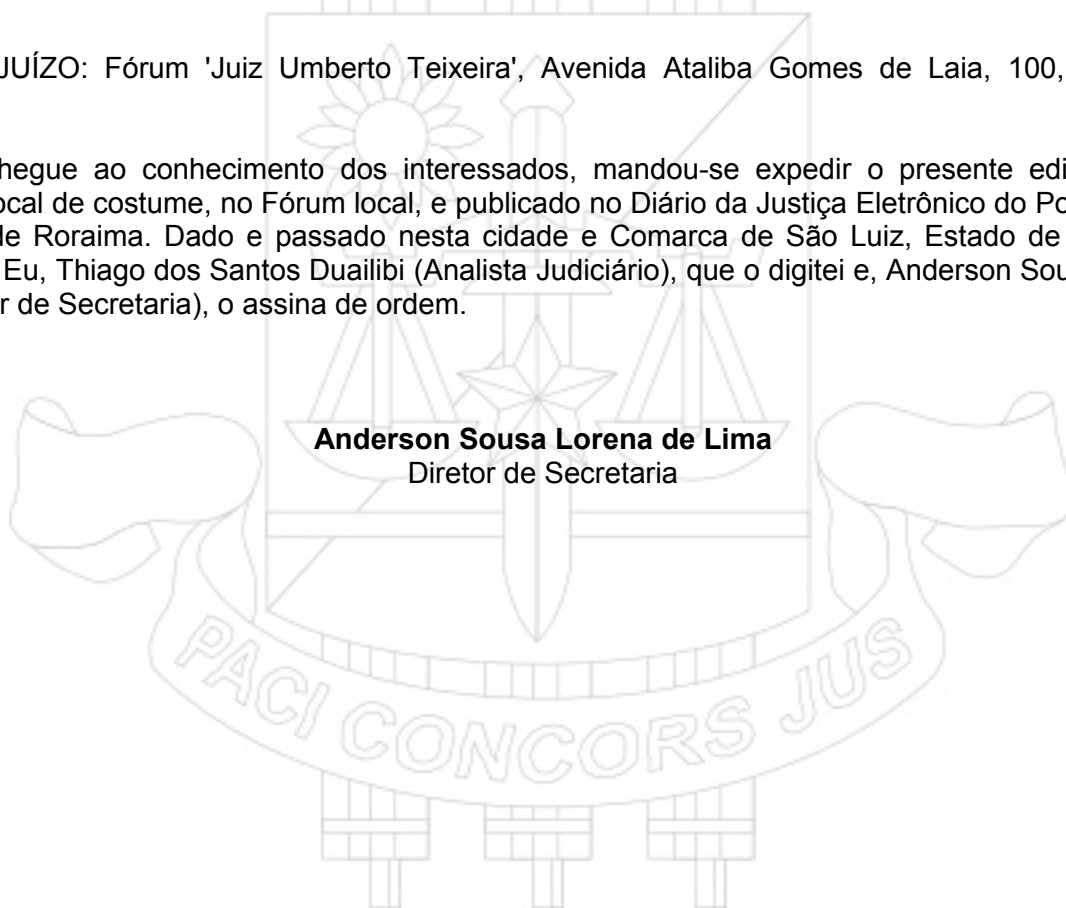 JUÍZO: Fórum 'Juiz Umberto Teixeira', Avenida Ataliba Gomes de Laia, 100,
hegue ao conhecimento dos interessados, mandou-se expedir o presente edi
ocal de costume, no Fórum local, e publicado no Diário da Justiça Eletrônico do Po
de Roraima. Dado e passado nesta cidade e Comarca de São Luiz, Estado de
Eu, Thiago dos Santos Duailibi (Analista Judiciário), que o digitei e, Anderson Sou
r de Secretaria), o assina de ordem.
Anderson Sousa Lorena de Lima
Diretor de Secretaria
PACI CONCORS JUS